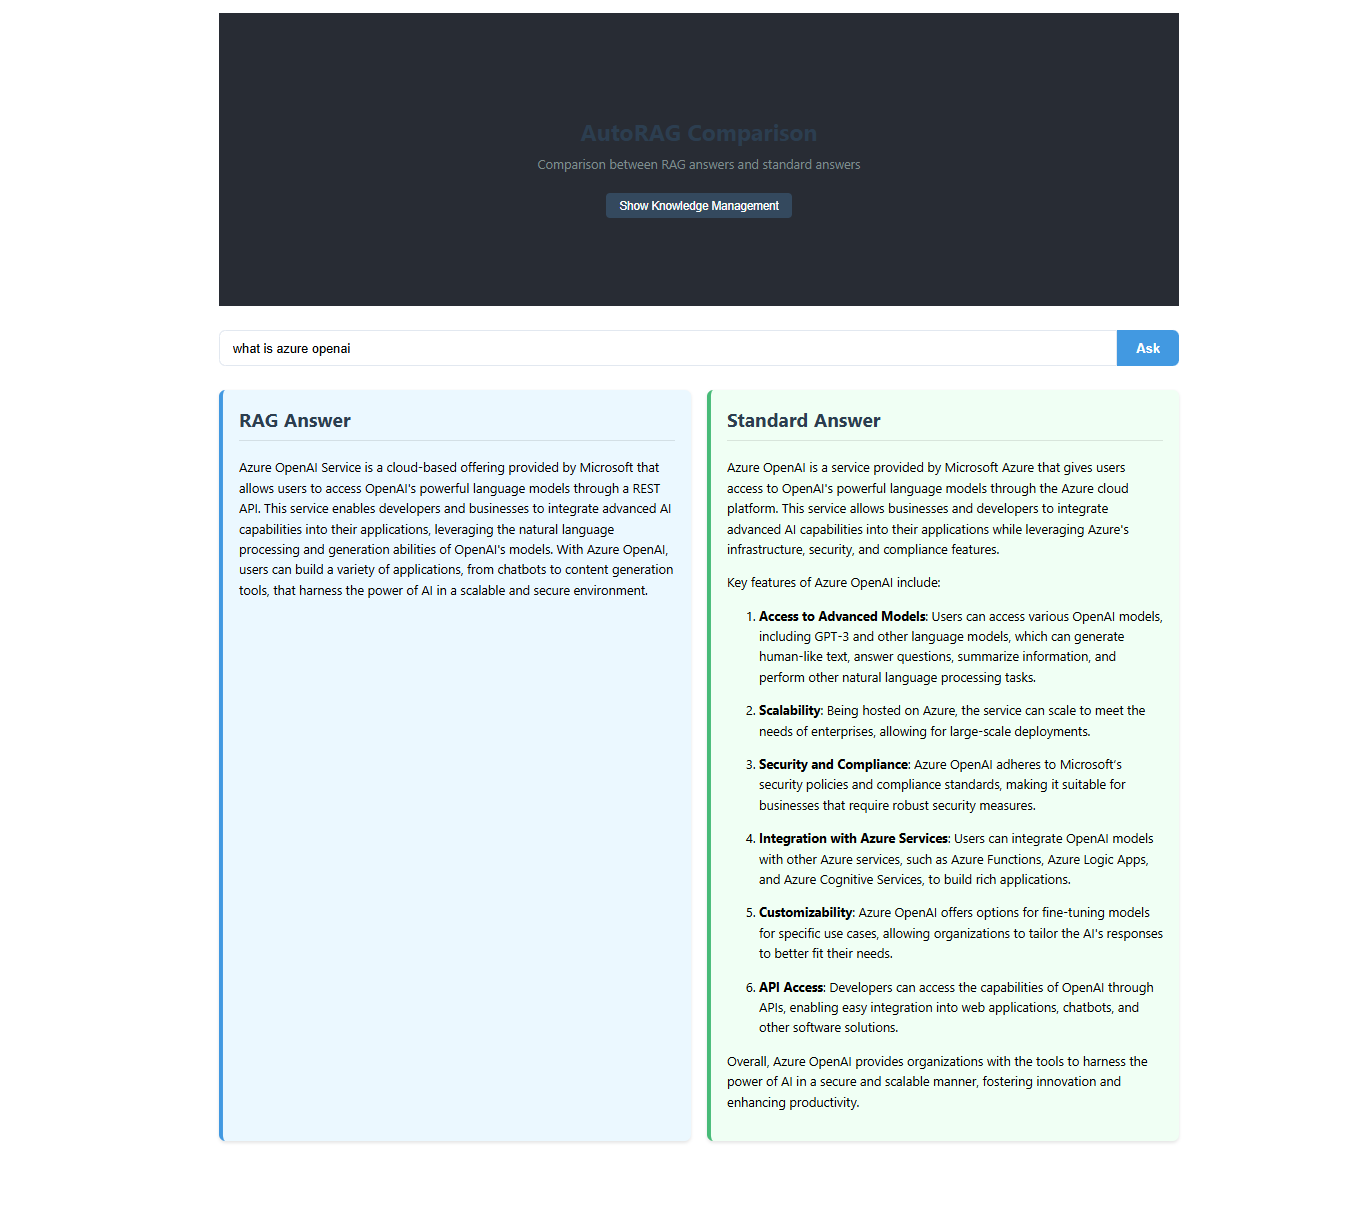 AutoRAG Comparison
Comparison between RAG answers and standard answers
Show Knowledge Management
what is azure openai
Ask
RAG Answer
Azure OpenAI Service is a cloud-based offering provided by Microsoft that
allows users to access OpenAI's powerful language models through a REST
API. This service enables developers and businesses to integrate advanced AI
capabilities into their applications, leveraging the natural language
processing and generation abilities of OpenAI's models. With Azure OpenAI,
users can build a variety of applications, from chatbots to content generation
tools, that harness the power of AI in a scalable and secure environment.
Standard Answer
Azure OpenAI is a service provided by Microsoft Azure that gives users
access to OpenAI's powerful language models through the Azure cloud
platform. This service allows businesses and developers to integrate
advanced AI capabilities into their applications while leveraging Azure's
infrastructure, security, and compliance features.
Key features of Azure OpenAI include:
1. Access to Advanced Models: Users can access various OpenAI models,
including GPT-3 and other language models, which can generate
human-like text, answer questions, summarize information, and
perform other natural language processing tasks.
2. Scalability: Being hosted on Azure, the service can scale to meet the
needs of enterprises, allowing for large-scale deployments.
3. Security and Compliance: Azure OpenAI adheres to Microsoft's
security policies and compliance standards, making it suitable for
businesses that require robust security measures.
4. Integration with Azure Services: Users can integrate OpenAI models
with other Azure services, such as Azure Functions, Azure Logic Apps,
and Azure Cognitive Services, to build rich applications.
5. Customizability: Azure OpenAI offers options for fine-tuning models
for specific use cases, allowing organizations to tailor the AI's responses
to better fit their needs.
6. API Access: Developers can access the capabilities of OpenAI through
APIs, enabling easy integration into web applications, chatbots, and
other software solutions.
Overall, Azure OpenAI provides organizations with the tools to harness the
power of AI in a secure and scalable manner, fostering innovation and
enhancing productivity.